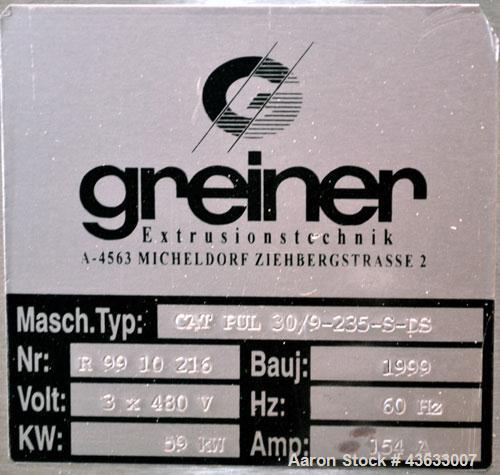 G
greiner
Extrusionstechnik
A-4563 MICHELDORF ZIEHBERGSTRASSE 2
Masch.Typ: CAT PUL 30/9-235-S-DS
Nr: R 99 10 216 Bauj: 1999
Volt: 3 x 480 V Hz: 60 Hz
KW: 59 kW Amp: 154 A
Aaron Stock # 43633007